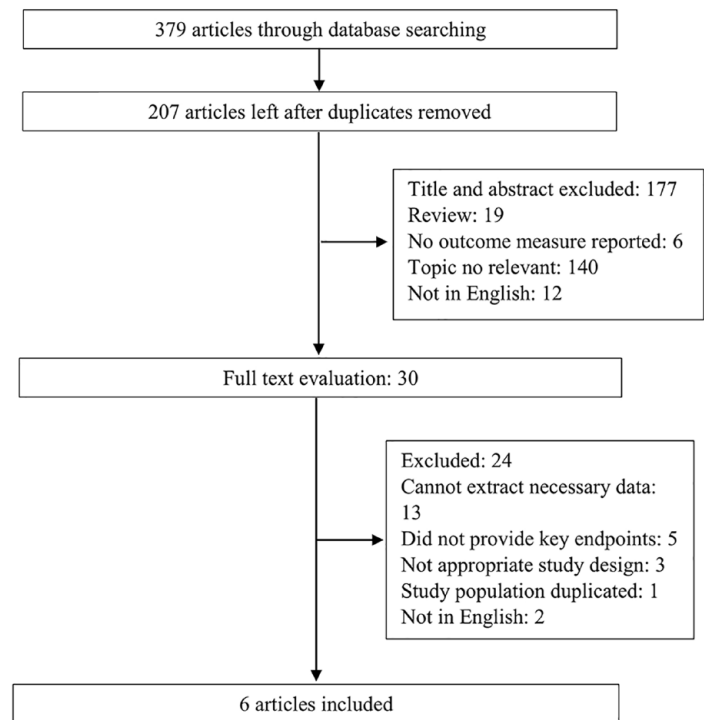 379 articles through database searching
207 articles left after duplicates removed
Title and abstract excluded: 177
Review: 19
No outcome measure reported: 6
Topic no relevant: 140
Not in English: 12
Full text evaluation: 30
Excluded: 24
Cannot extract necessary data:
13
Did not provide key endpoints: 5
Not appropriate study design: 3
Study population duplicated: 1
Not in English: 2
6 articles included